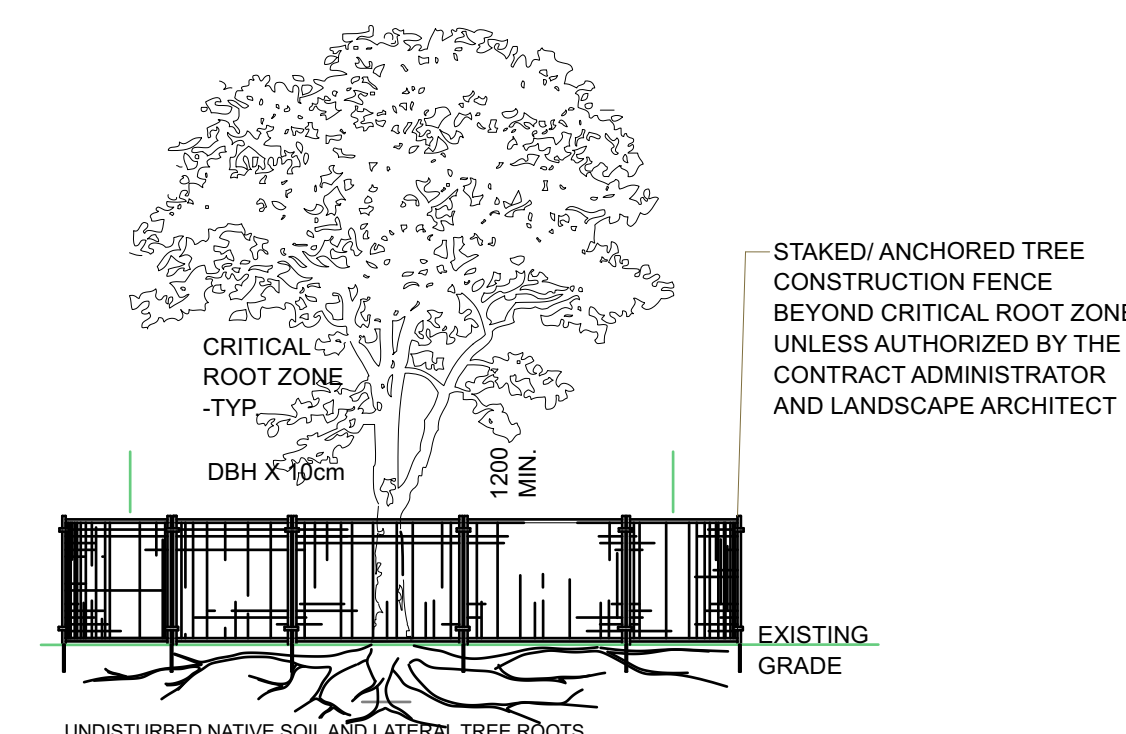 STAKED/ ANCHORED TREE
CONSTRUCTION FENCE
BEYOND CRITICAL ROOT ZONE
UNLESS AUTHORIZED BY THE
CONTRACT ADMINISTRATOR
AND LANDSCAPE ARCHITECT
CRITICAL
ROOT ZONE
-TYP.
DBH X 10cm
1200
MIN.
EXISTING
GRADE
UNDISTURBED NATIVE SOIL AND LATERAL TREE ROOTS